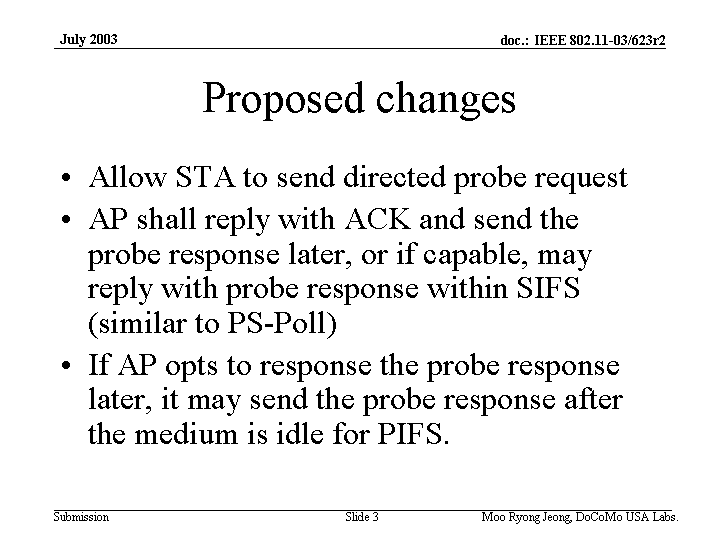 July 2003
doc.: IEEE 802.11-03/623r2
Proposed changes
• Allow STA to send directed probe request
• AP shall reply with ACK and send the
probe response later, or if capable, may
reply with probe response within SIFS
(similar to PS-Poll)
• If AP opts to response the probe response
later, it may send the probe response after
the medium is idle for PIFS.
Submission
Slide 3
Moo Ryong Jeong, DoCoMo USA Labs.